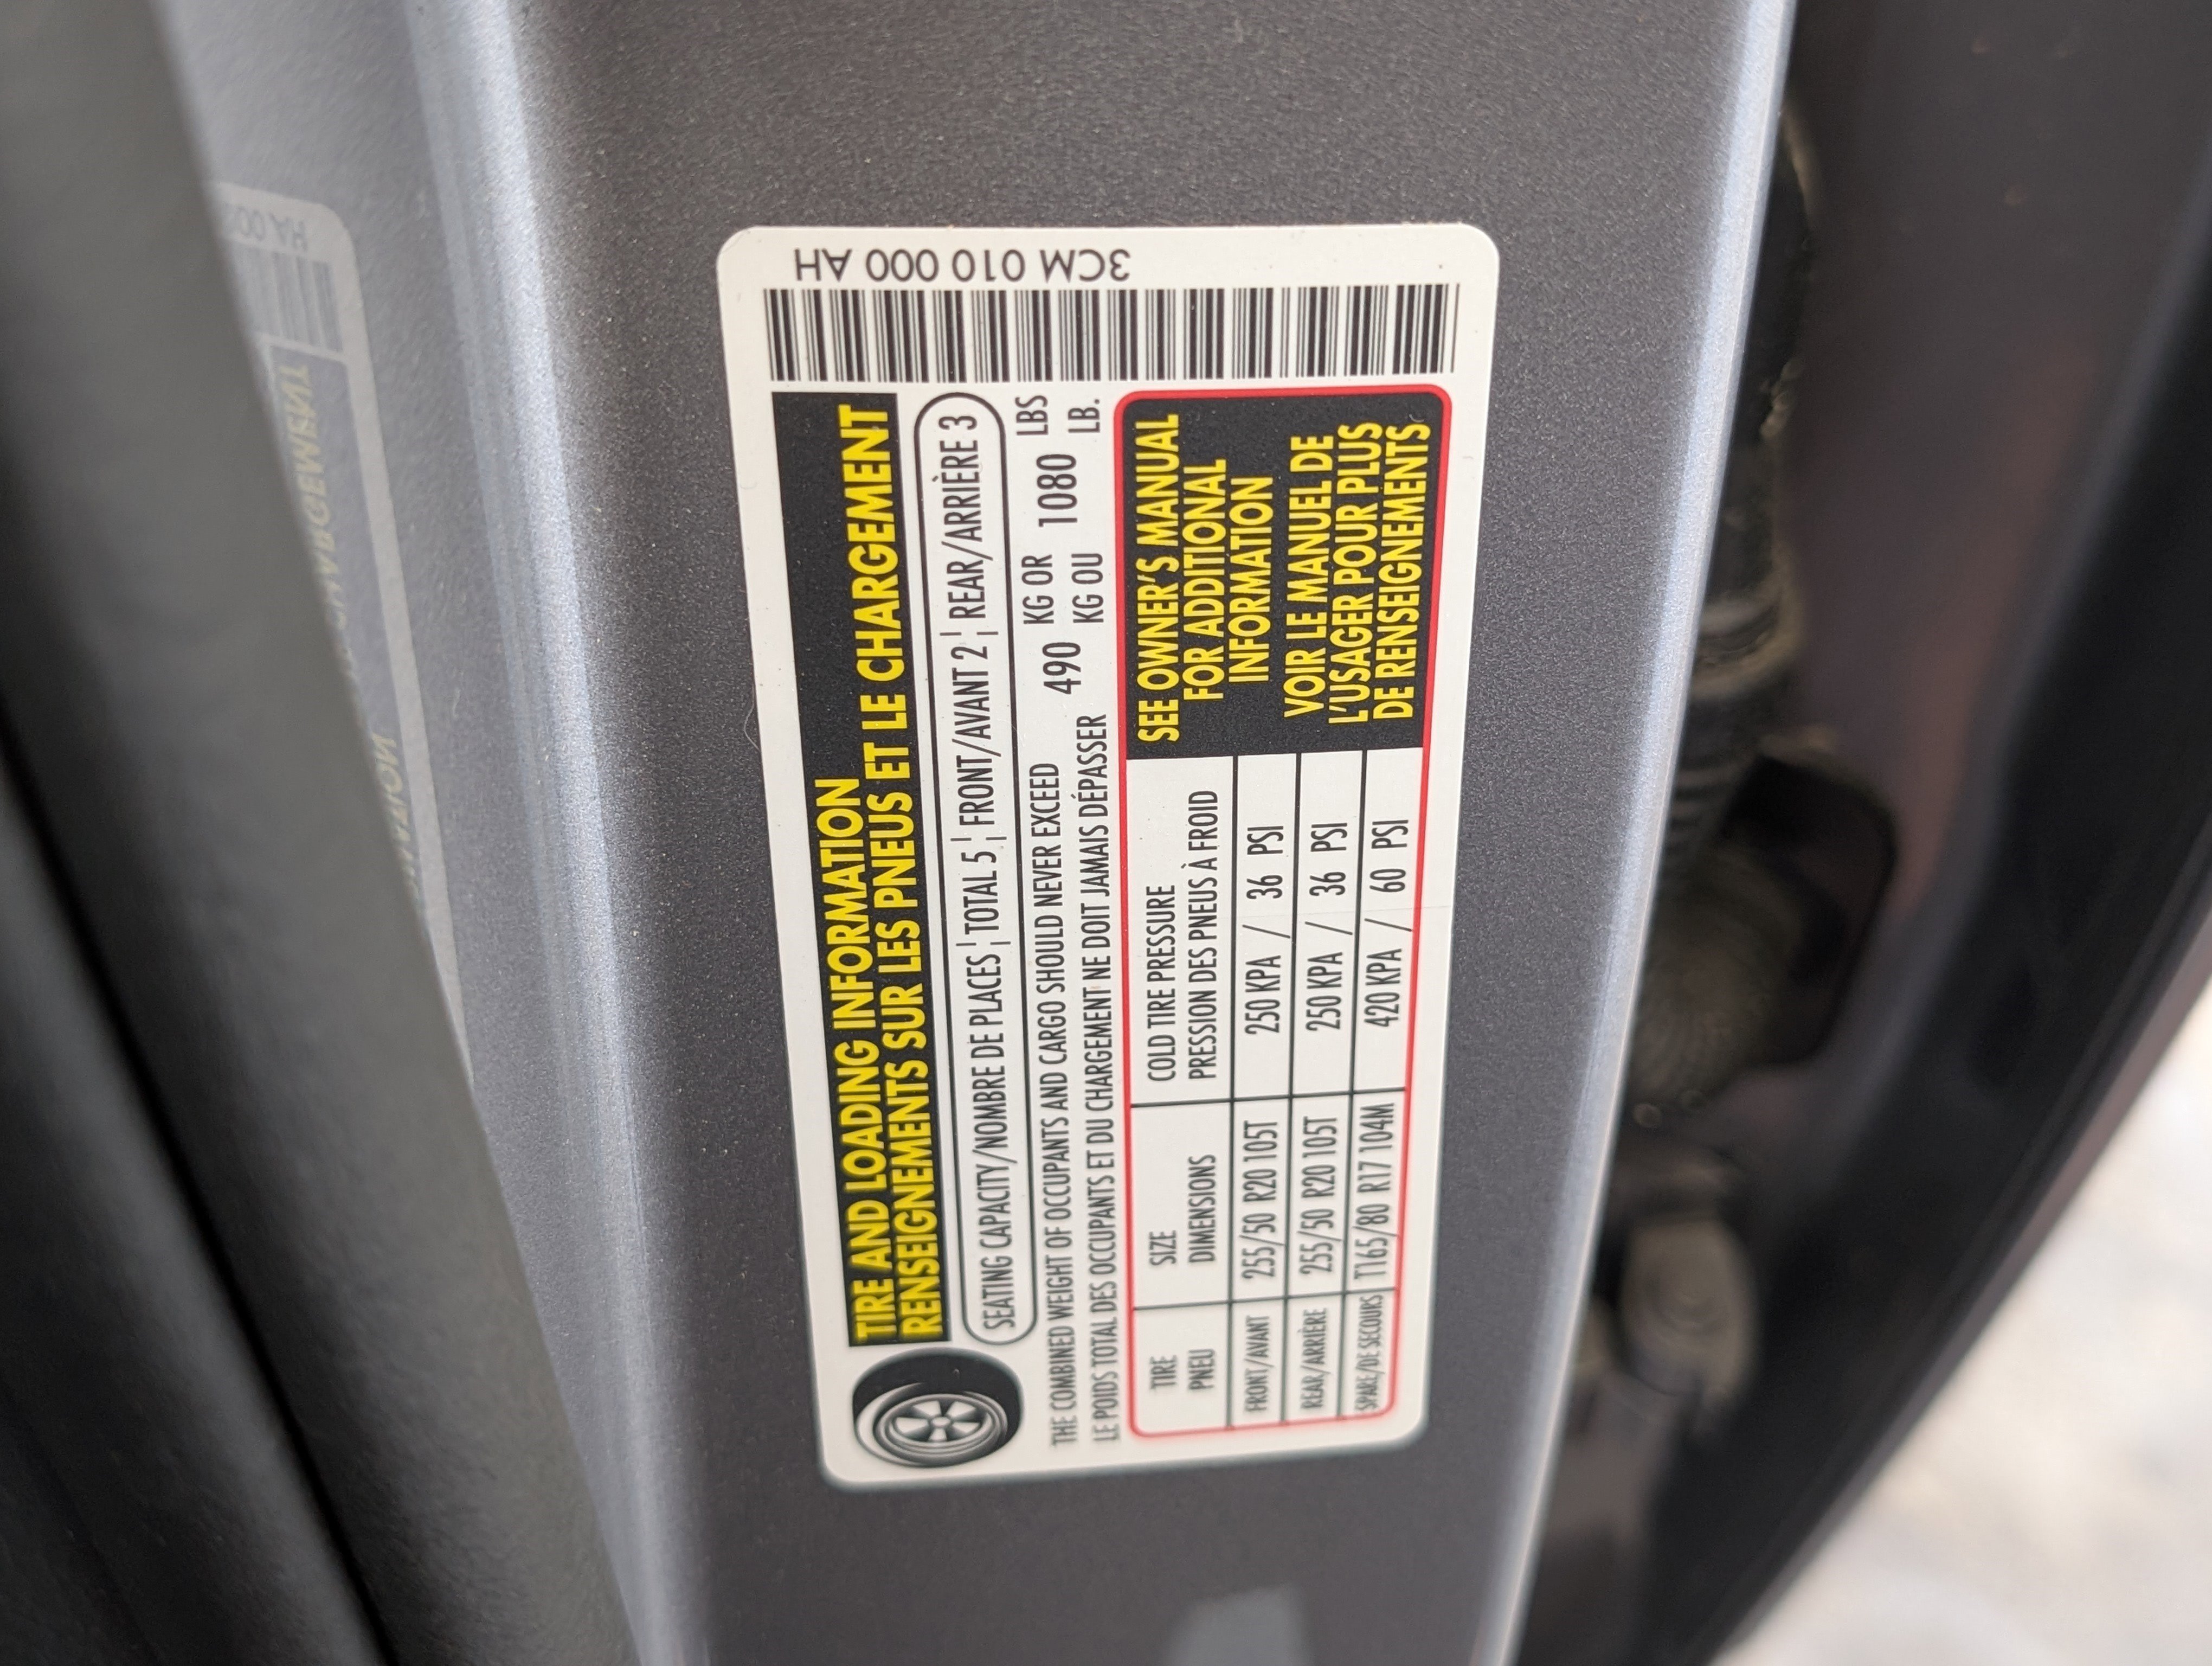 3CM 010 000 AH
TIRE AND LOADING INFORMATION
RENSEIGNEMENTS SUR LES PNEUS ET LE CHARGEMENT
SEATING CAPACITY/NOMBRE DE PLACES ¦ TOTAL 5 ¦ FRONT/AVANT 2 ¦ REAR/ARRIÈRE 3
THE COMBINED WEIGHT OF OCCUPANTS AND CARGO SHOULD NEVER EXCEED 490 KG OR 1080 LBS
LE POIDS TOTAL DES OCCUPANTS ET DU CHARGEMENT NE DOIT JAMAIS DÉPASSER KG OU LB.
TIRE SIZE COLD TIRE PRESSURE
PNEU DIMENSIONS PRESSION DES PNEUS À FROID
FRONT/AVANT 255/50 R20 105T 250 KPA / 36 PSI
REAR/ARRIÈRE 255/50 R20 105T 250 KPA / 36 PSI
SPARE/DE SECOURS T165/80 R17 104M 420 KPA / 60 PSI
SEE OWNER'S MANUAL
FOR ADDITIONAL
INFORMATION
VOIR LE MANUEL DE
L'USAGER POUR PLUS
DE RENSEIGNEMENTS